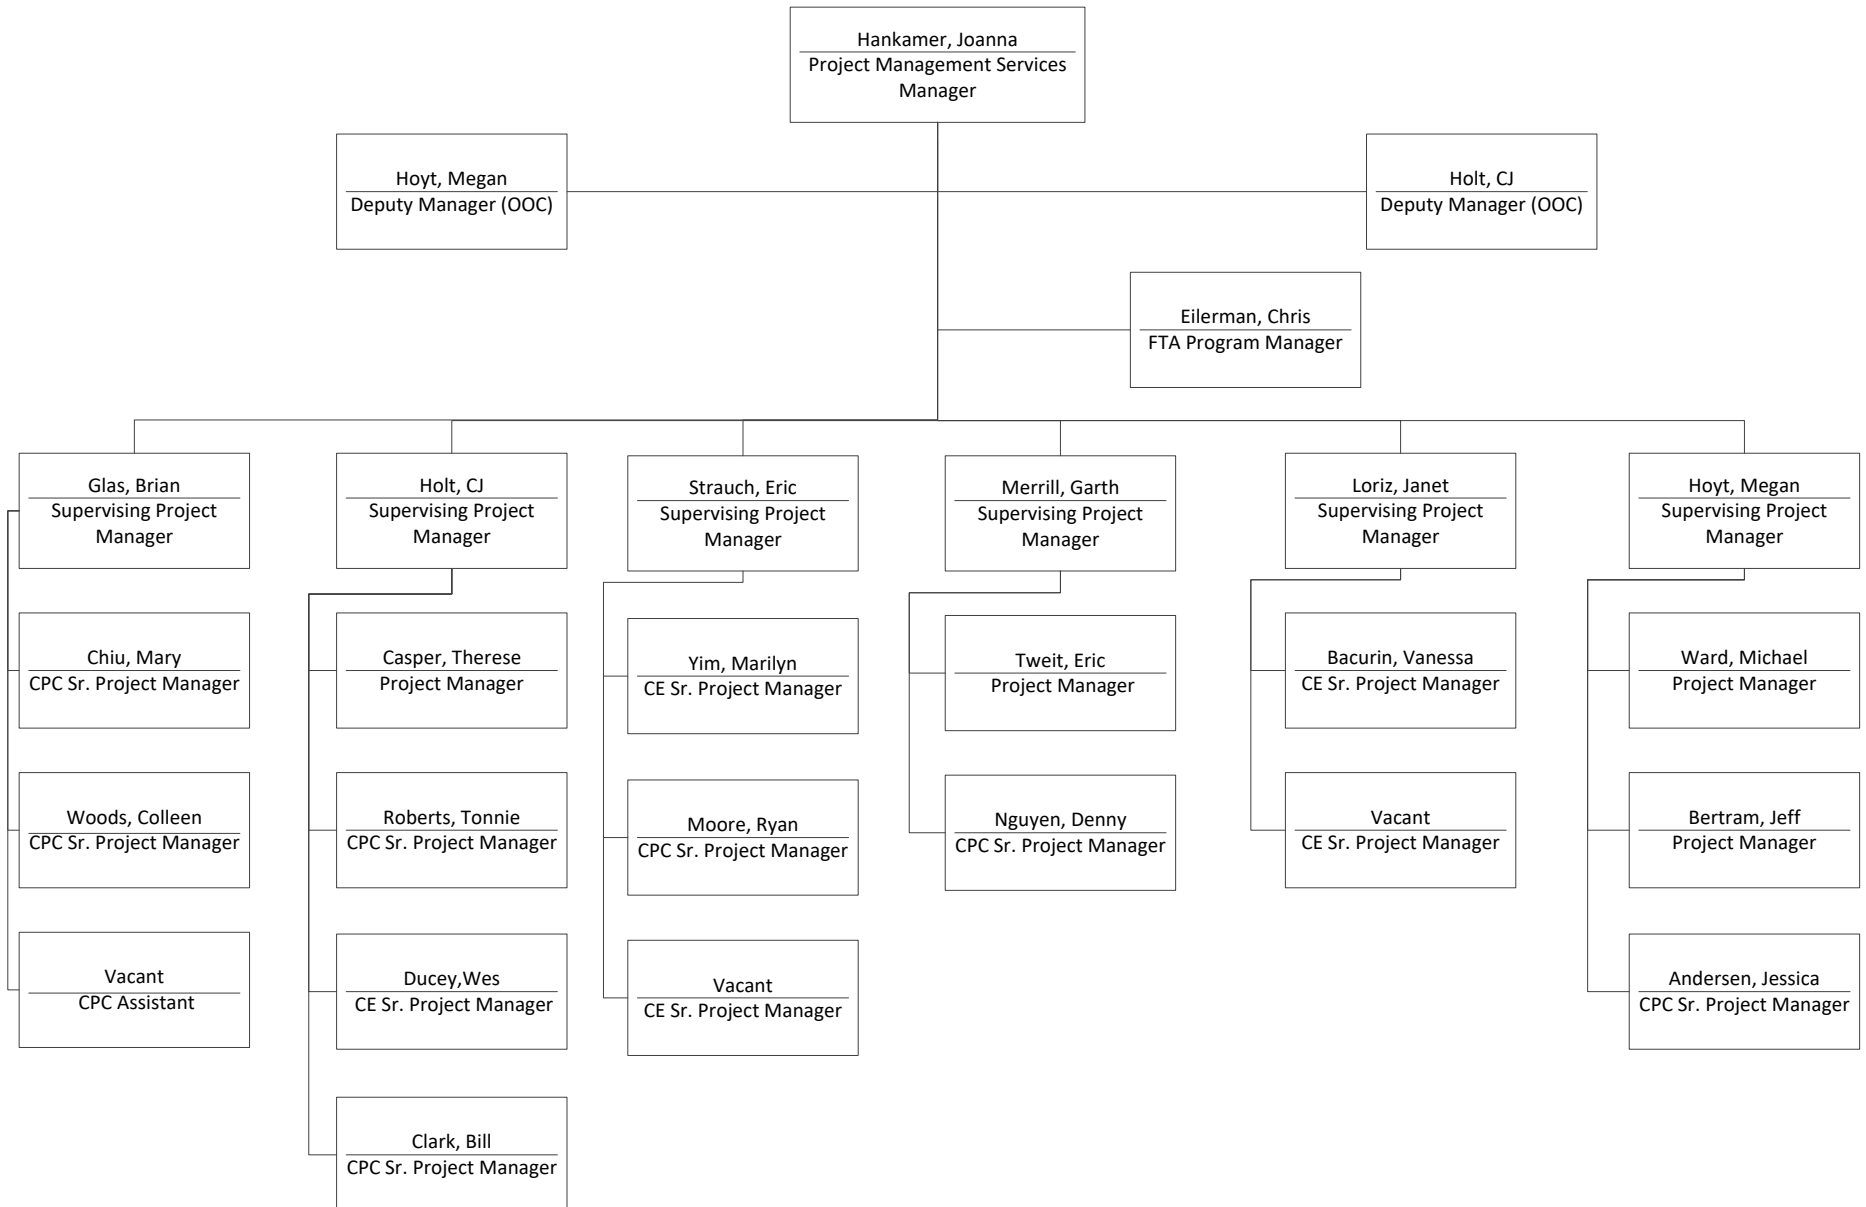 Hankamer, Joanna
Project Management Services
Manager
Hoyt, Megan
Deputy Manager (OOC)
Holt, CJ
Deputy Manager (OOC)
Eilerman, Chris
FTA Program Manager
Glas, Brian
Supervising Project
Manager
Holt, CJ
Supervising Project
Manager
Strauch, Eric
Supervising Project
Manager
Merrill, Garth
Supervising Project
Manager
Loriz, Janet
Supervising Project
Manager
Hoyt, Megan
Supervising Project
Manager
Chiu, Mary
CPC Sr. Project Manager
Casper, Therese
Project Manager
Yim, Marilyn
CE Sr. Project Manager
Tweit, Eric
Project Manager
Bacurin, Vanessa
CE Sr. Project Manager
Ward, Michael
Project Manager
Woods, Colleen
CPC Sr. Project Manager
Roberts, Tonnie
CPC Sr. Project Manager
Moore, Ryan
CPC Sr. Project Manager
Nguyen, Denny
CPC Sr. Project Manager
Vacant
CE Sr. Project Manager
Bertram, Jeff
Project Manager
Vacant
CPC Assistant
Ducey,Wes
CE Sr. Project Manager
Vacant
CE Sr. Project Manager
Andersen, Jessica
CPC Sr. Project Manager
Clark, Bill
CPC Sr. Project Manager